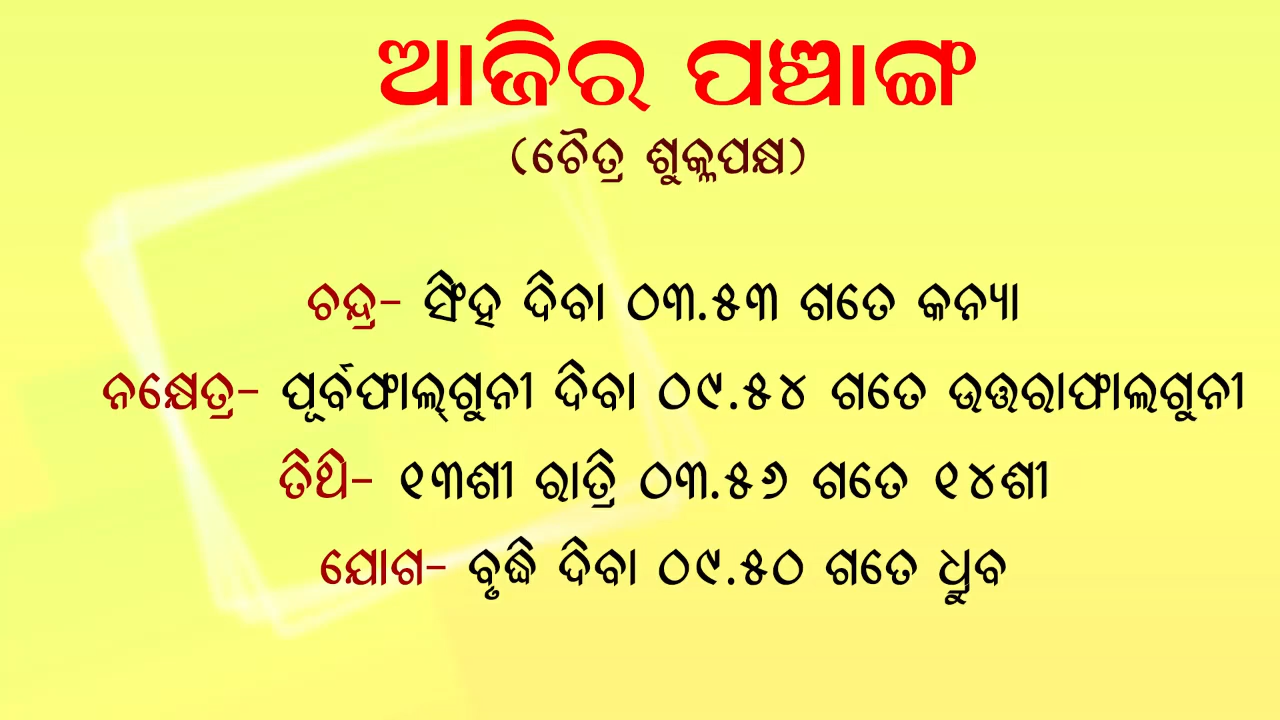 ଆଜିର ପଞ୍ଚାଙ୍ଗ
(ଚୈତ୍ର ଶୁକ୍ଳପକ୍ଷ)
ଚନ୍ଦ୍ର- ସିଂହ ଦିବା ୦୩.୫୩ ଗତେ କନ୍ୟା
ନକ୍ଷେତ୍ର- ପୂର୍ବଫାଲ୍‌ଗୁନୀ ଦିବା ୦୯.୫୪ ଗତେ ଉତ୍ତରାଫାଲଗୁନୀ
ତିଥି- ୧୩ଶୀ ରାତ୍ରି ୦୩.୫୬ ଗତେ ୧୪ଶୀ
ଯୋଗ- ବୃଦ୍ଧି ଦିବା ୦୯.୫୦ ଗତେ ଧ୍ରୁବ